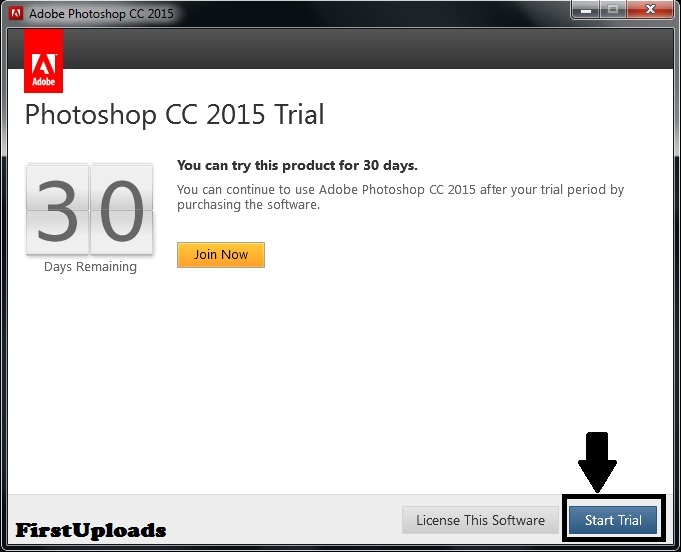 Adobe Photoshop CC 2015
Adobe
Photoshop CC 2015 Trial
30
Days Remaining
You can try this product for 30 days.
You can continue to use Adobe Photoshop CC 2015 after your trial period by
purchasing the software.
Join Now
FirstUploads
License This Software
Start Trial